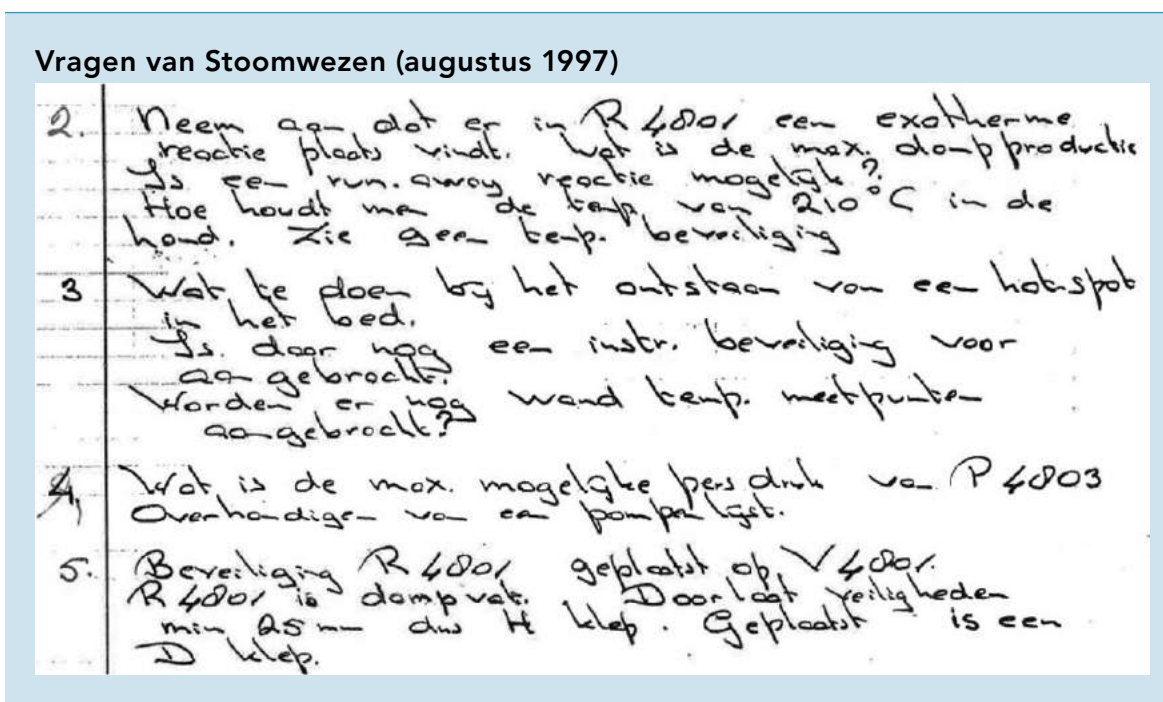 Vragen van Stoomwezen (augustus 1997)
2. Neem aan dat er in R 4801 een exotherme
reactie plaats vindt. Wat is de max. dampproductie
Is een run.away reactie mogelijk?
Hoe houdt men de temp. van 210°C in de
hand. Zie geen temp. beveiliging
3 Wat te doen bij het ontstaan van een hot-spot
in het bed.
Is daar nog een instr. beveiliging voor
aangebracht.
Worden er nog wand temp. meetpunten
aangebracht?
4, Wat is de max. mogelijke persdruk van P 4803
Overhandigen van een pompen lijst.
5. Beveiliging R 4801 geplaatst op V 4801.
R 4801 is dampvat. Doorlaat veiligheden
min 25 mm dus H klep. Geplaatst is een
D klep.